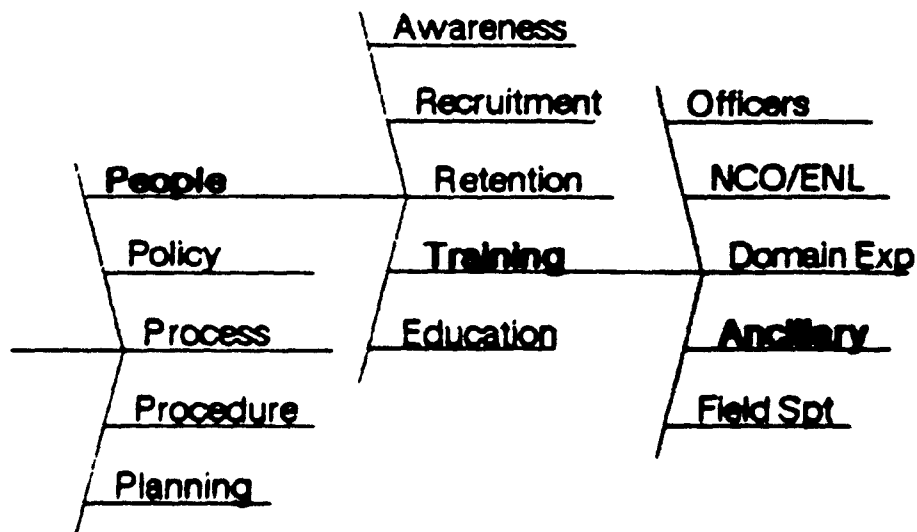 People
Policy
Process
Procedure
Planning
Awareness
Recruitment
Retention
Training
Education
Officers
NCO/ENL
Domain Exp
Ancillary
Field Spt